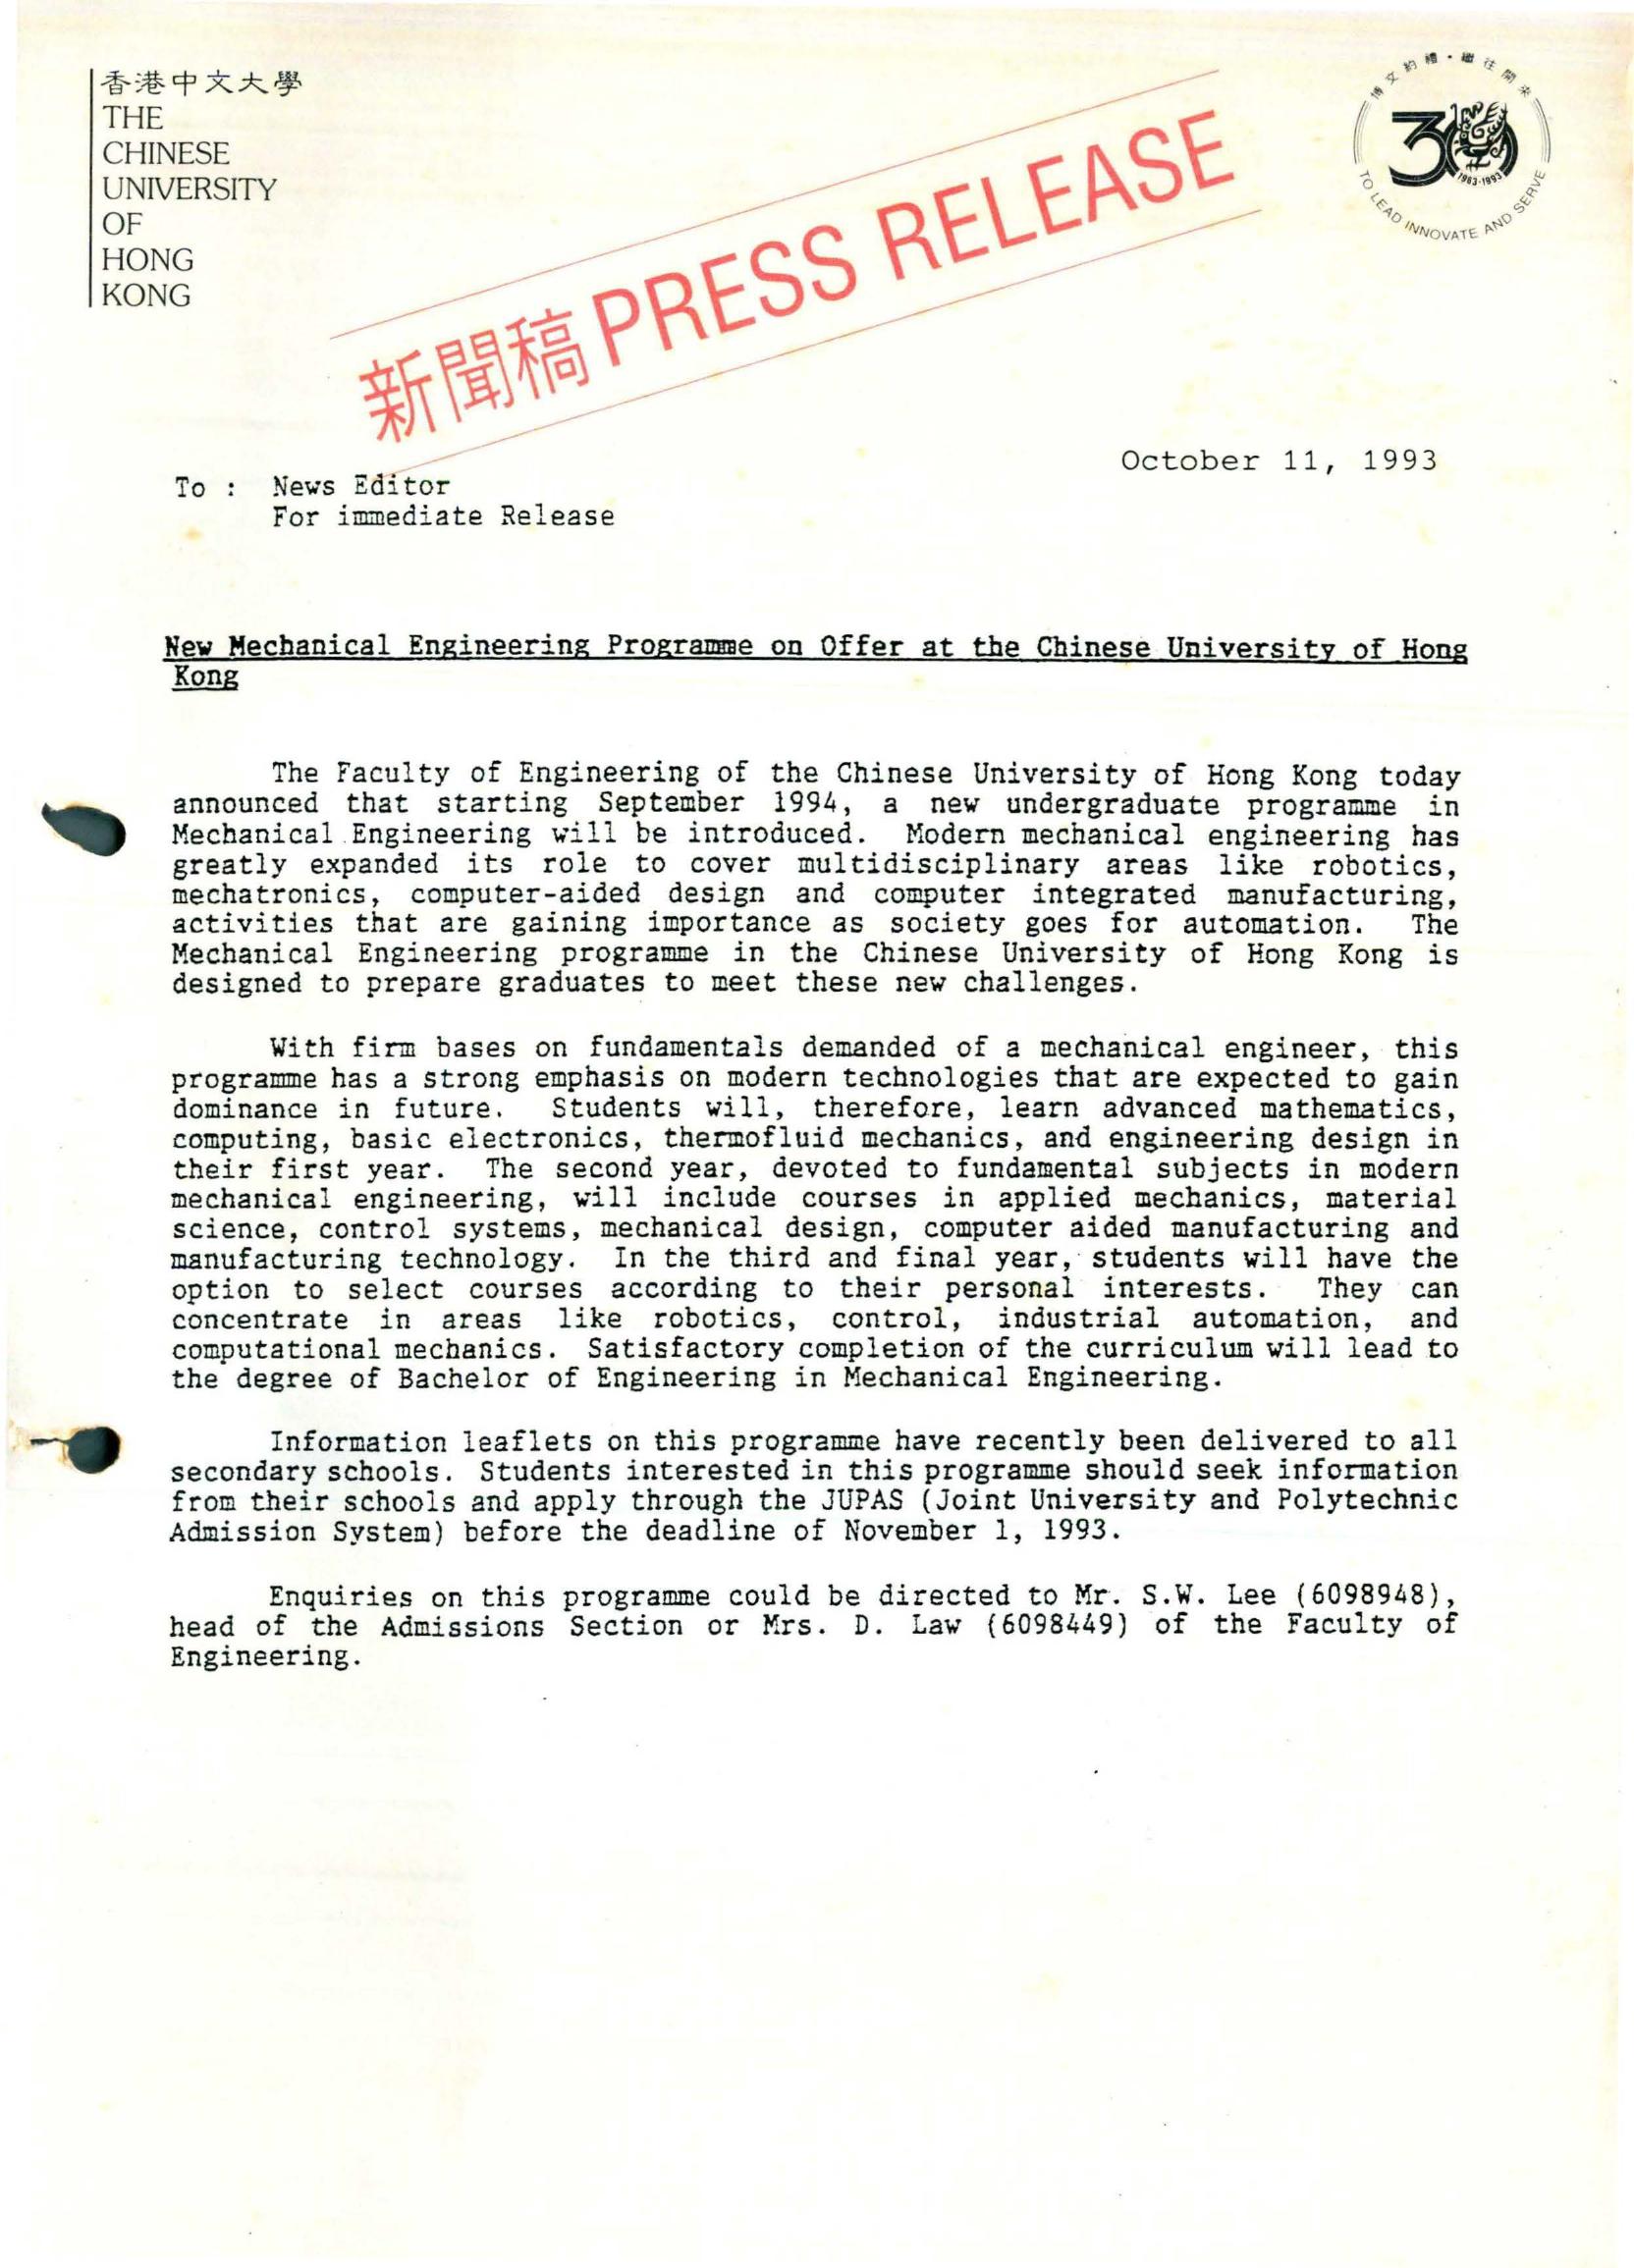 香港中文大學
THE
CHINESE
UNIVERSITY
OF
HONG
KONG
博文約禮·繼往開來
30
1963-1993
TO LEAD INNOVATE AND SERVE
新聞稿 PRESS RELEASE
October 11, 1993
To : News Editor
For immediate Release
New Mechanical Engineering Programme on Offer at the Chinese University of Hong
Kong
The Faculty of Engineering of the Chinese University of Hong Kong today
announced that starting September 1994, a new undergraduate programme in
Mechanical Engineering will be introduced. Modern mechanical engineering has
greatly expanded its role to cover multidisciplinary areas like robotics,
mechatronics, computer-aided design and computer integrated manufacturing,
activities that are gaining importance as society goes for automation. The
Mechanical Engineering programme in the Chinese University of Hong Kong is
designed to prepare graduates to meet these new challenges.
With firm bases on fundamentals demanded of a mechanical engineer, this
programme has a strong emphasis on modern technologies that are expected to gain
dominance in future. Students will, therefore, learn advanced mathematics,
computing, basic electronics, thermofluid mechanics, and engineering design in
their first year. The second year, devoted to fundamental subjects in modern
mechanical engineering, will include courses in applied mechanics, material
science, control systems, mechanical design, computer aided manufacturing and
manufacturing technology. In the third and final year, students will have the
option to select courses according to their personal interests. They can
concentrate in areas like robotics, control, industrial automation, and
computational mechanics. Satisfactory completion of the curriculum will lead to
the degree of Bachelor of Engineering in Mechanical Engineering.
Information leaflets on this programme have recently been delivered to all
secondary schools. Students interested in this programme should seek information
from their schools and apply through the JUPAS (Joint University and Polytechnic
Admission System) before the deadline of November 1, 1993.
Enquiries on this programme could be directed to Mr. S.W. Lee (6098948),
head of the Admissions Section or Mrs. D. Law (6098449) of the Faculty of
Engineering.